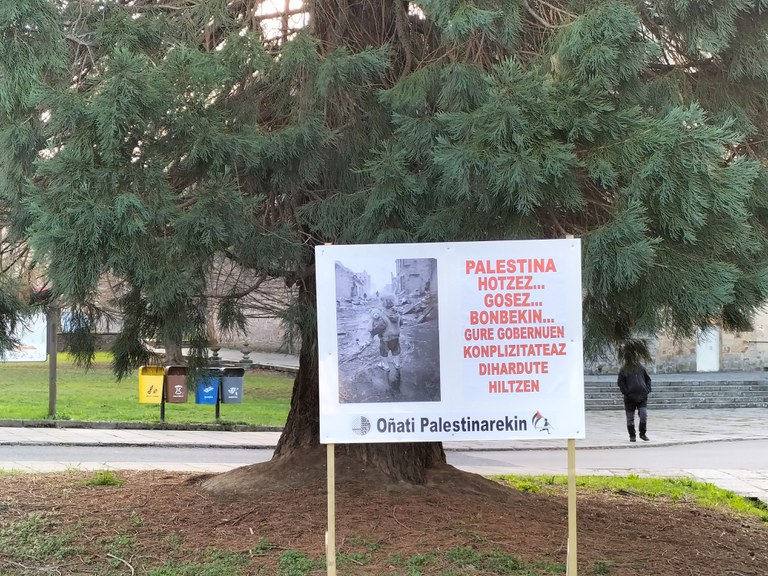 PALESTINA
HOTZEZ...
GOSEZ...
BONBEKIN...
GURE GOBERNUEN
KONPLIZITATEAZ
DIHARDUTE
HILTZEN
Oñati Palestinarekin